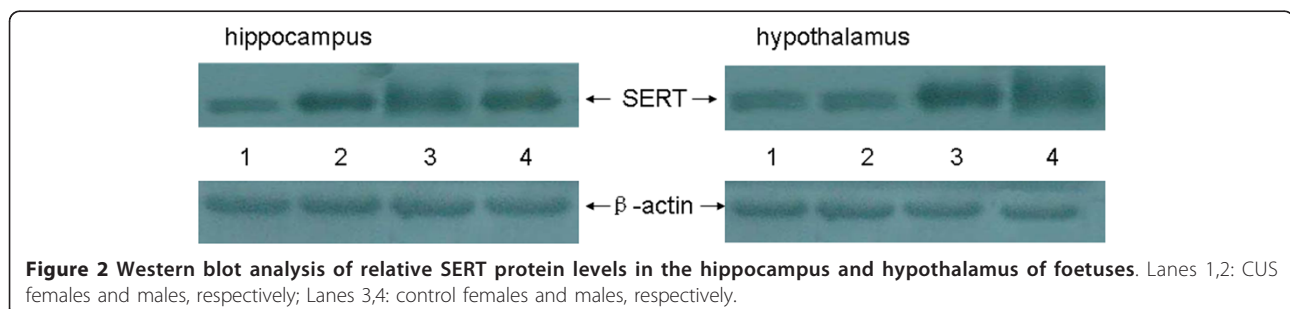 hippocampus hypothalamus
← SERT →
1 2 3 4 1 2 3 4
← β-actin →
Figure 2 Western blot analysis of relative SERT protein levels in the hippocampus and hypothalamus of foetuses. Lanes 1,2: CUS
females and males, respectively; Lanes 3,4: control females and males, respectively.